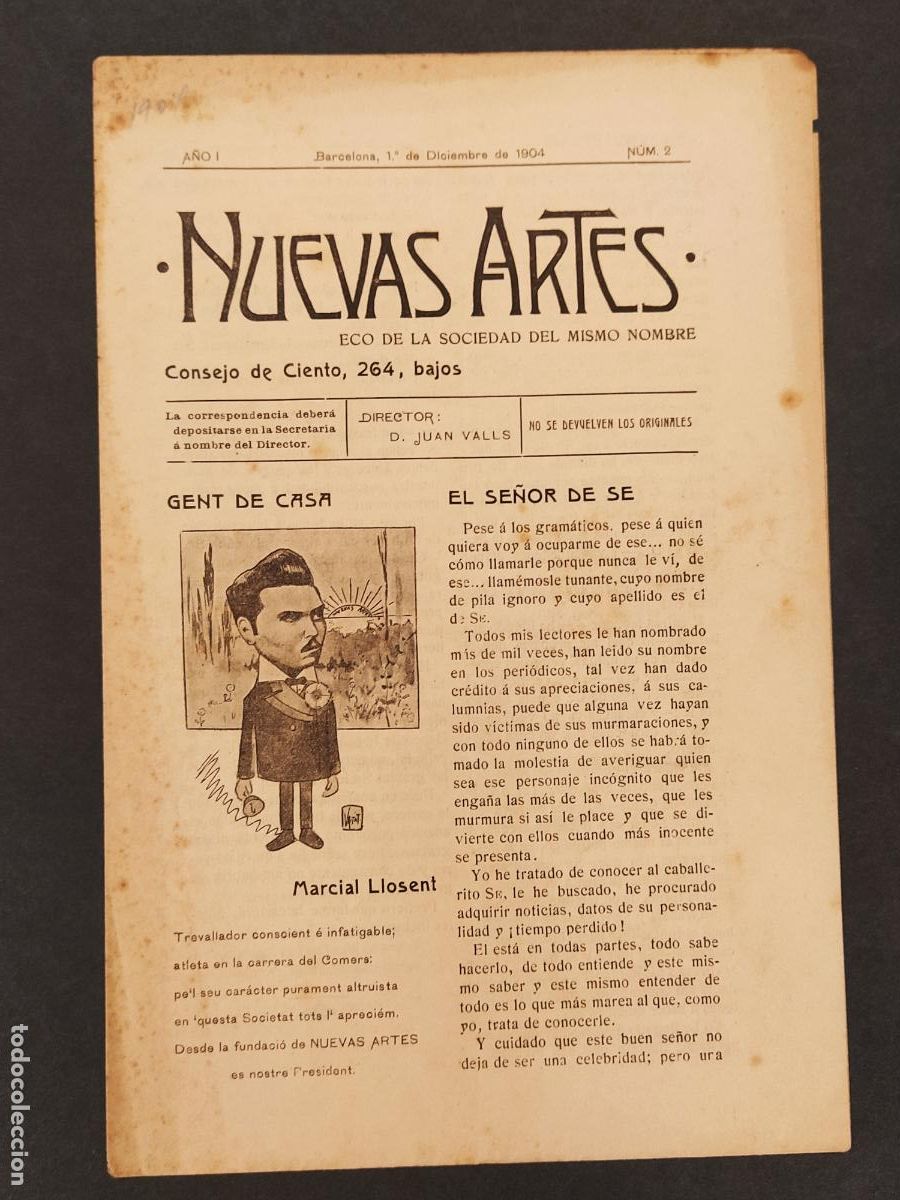 AÑO I
Barcelona, 1.º de Diciembre de 1904
NÚM. 2
· NUEVAS ARTES ·
ECO DE LA SOCIEDAD DEL MISMO NOMBRE
Consejo de Ciento, 264, bajos
La correspondencia deberá
depositarse en la Secretaria
á nombre del Director.
DIRECTOR:
D. JUAN VALLS
NO SE DEVUELVEN LOS ORIGINALES
GENT DE CASA
NUEVAS ARTES
Marcial Llosent
Trevallador conscient é infatigable;
atleta en la carrera del Comers:
pe'l seu carácter purament altruista
en 'questa Societat tots l' apreciém.
Desde la fundació de NUEVAS ARTES
es nostre President.
EL SEÑOR DE SE
Pese á los gramáticos, pese á quien
quiera voy á ocuparme de ese... no sé
cómo llamarle porque nunca le ví, de
ese... llamémosle tunante, cuyo nombre
de pila ignoro y cuyo apellido es el
de SE.
Todos mis lectores le han nombrado
más de mil veces, han leido su nombre
en los periódicos, tal vez han dado
crédito á sus apreciaciones, á sus ca-
lumnias, puede que alguna vez hayan
sido víctimas de sus murmaraciones, y
con todo ninguno de ellos se habrá to-
mado la molestia de averiguar quien
sea ese personaje incógnito que les
engaña las más de las veces, que les
murmura si así le place y que se di-
vierte con ellos cuando más inocente
se presenta.
Yo he tratado de conocer al caballe-
rito SE, le he buscado, he procurado
adquirir noticias, datos de su persona-
lidad y ¡tiempo perdido!
El está en todas partes, todo sabe
hacerlo, de todo entiende y este mis-
mo saber y este mismo entender de
todo es lo que más marea al que, como
yo, trata de conocerle.
Y cuidado que este buen señor no
deja de ser una celebridad; pero ura
todocoleccion